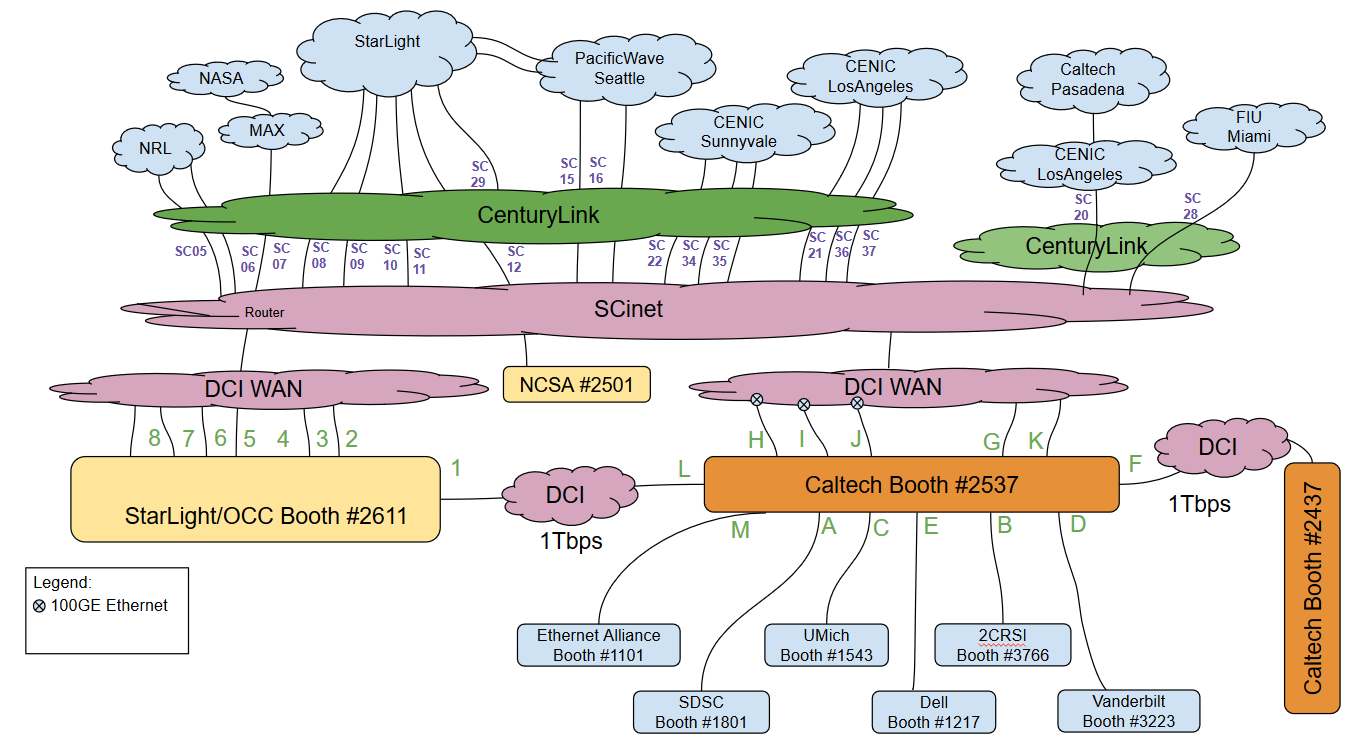 StarLight
PacificWave
Seattle
NASA
CENIC
LosAngeles
Caltech
Pasadena
MAX
NRL
CENIC
Sunnyvale
FIU
Miami
CENIC
LosAngeles
SC
29
SC
15
SC
16
SC
20
SC
28
CenturyLink
CenturyLink
SC05
SC
06
SC
07
SC
08
SC
09
SC
10
SC
11
SC
12
SC
22
SC
34
SC
35
SC
21
SC
36
SC
37
Router
SCinet
DCI WAN
NCSA #2501
DCI WAN
8
7
6
5
4
3
2
H
I
J
G
K
1
L
F
DCI
StarLight/OCC Booth #2611
DCI
1Tbps
Caltech Booth #2537
1Tbps
Caltech Booth #2437
M
A
C
E
B
D
Legend:
100GE Ethernet
Ethernet Alliance
Booth #1101
UMich
Booth #1543
2CRSI
Booth #3766
SDSC
Booth #1801
Dell
Booth #1217
Vanderbilt
Booth #3223